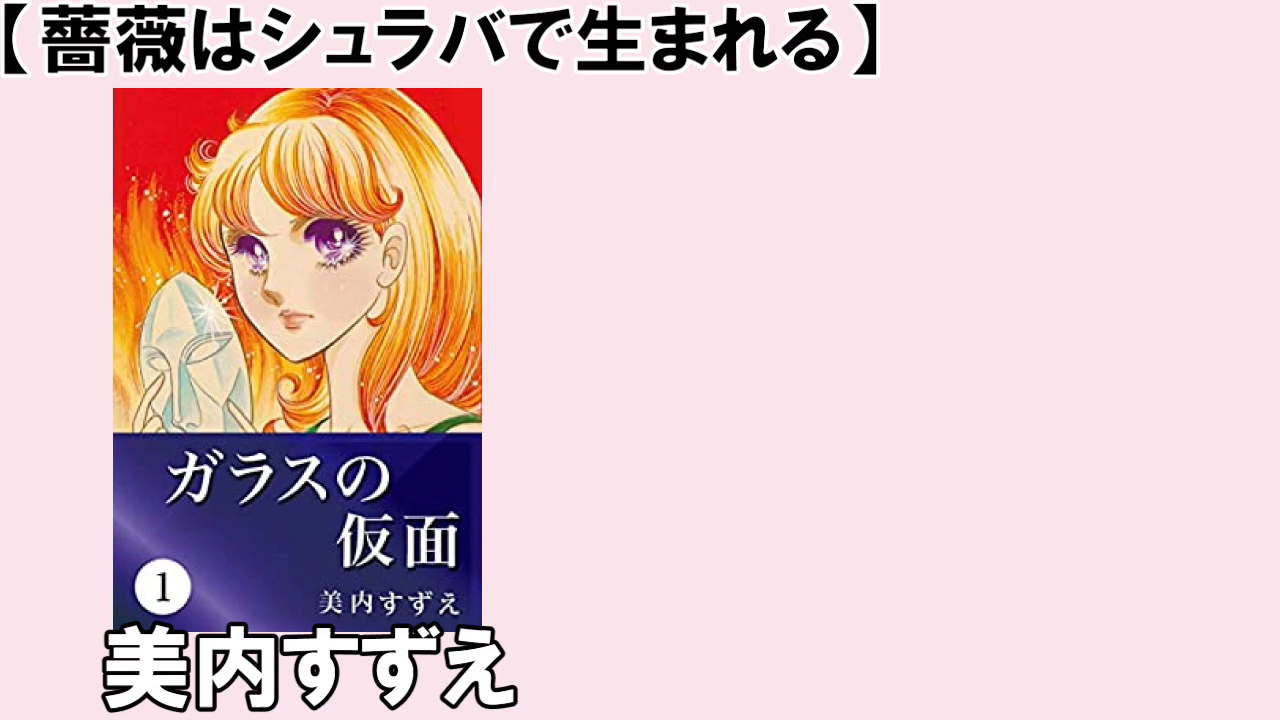 【薔薇はシュラバで生まれる】
ガラスの
仮面
1
美内すずえ
美内すずえ